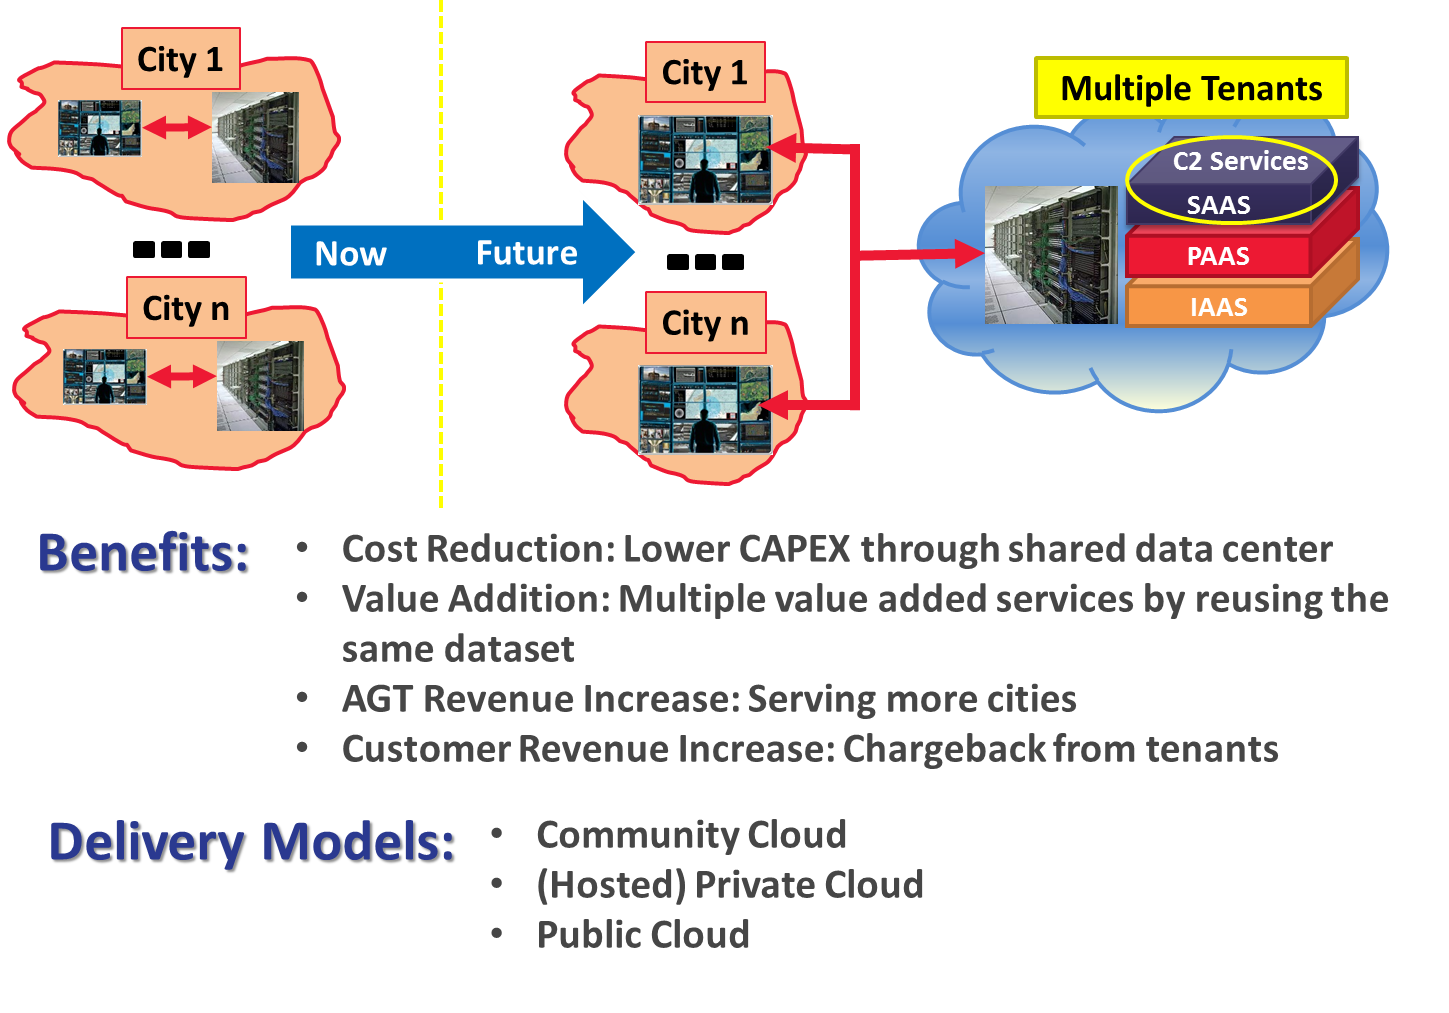 City 1
City n
Now
Future
City 1
City n
Multiple Tenants
C2 Services
SAAS
PAAS
IAAS
Benefits:
• Cost Reduction: Lower CAPEX through shared data center
• Value Addition: Multiple value added services by reusing the
same dataset
• AGT Revenue Increase: Serving more cities
• Customer Revenue Increase: Chargeback from tenants
Delivery Models:
• Community Cloud
• (Hosted) Private Cloud
• Public Cloud